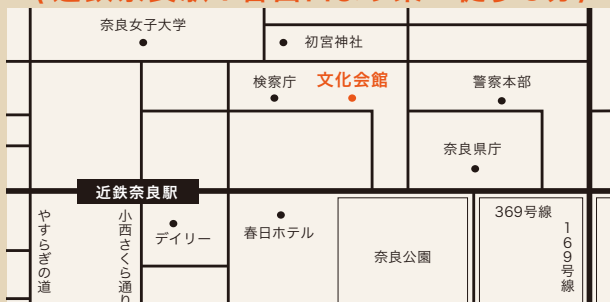 奈良女子大学
初宮神社
検察庁
文化会館
警察本部
奈良県庁
近鉄奈良駅
やすらぎの道
小西さくら通り
デイリー
春日ホテル
奈良公園
369号線
169号線